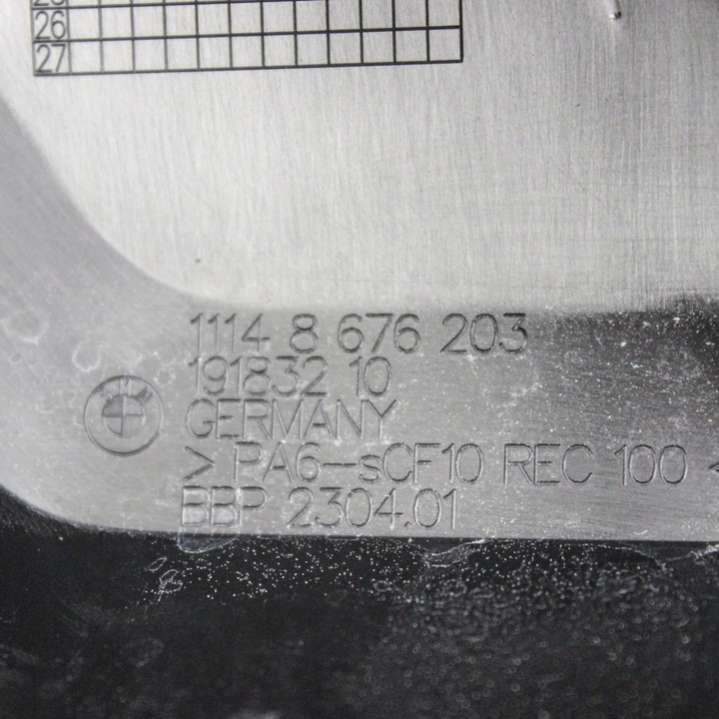 26
27
1114 8 676 203
191832 10
GERMANY
> PA6-sCF10 REC 100 <
BBP 2304.01